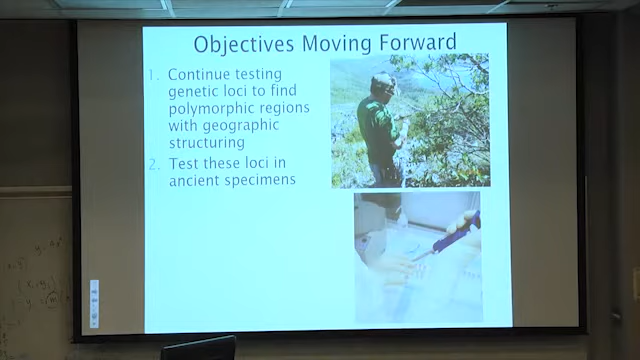 Objectives Moving Forward
1. Continue testing
genetic loci to find
polymorphic regions
with geographic
structuring
2. Test these loci in
ancient specimens